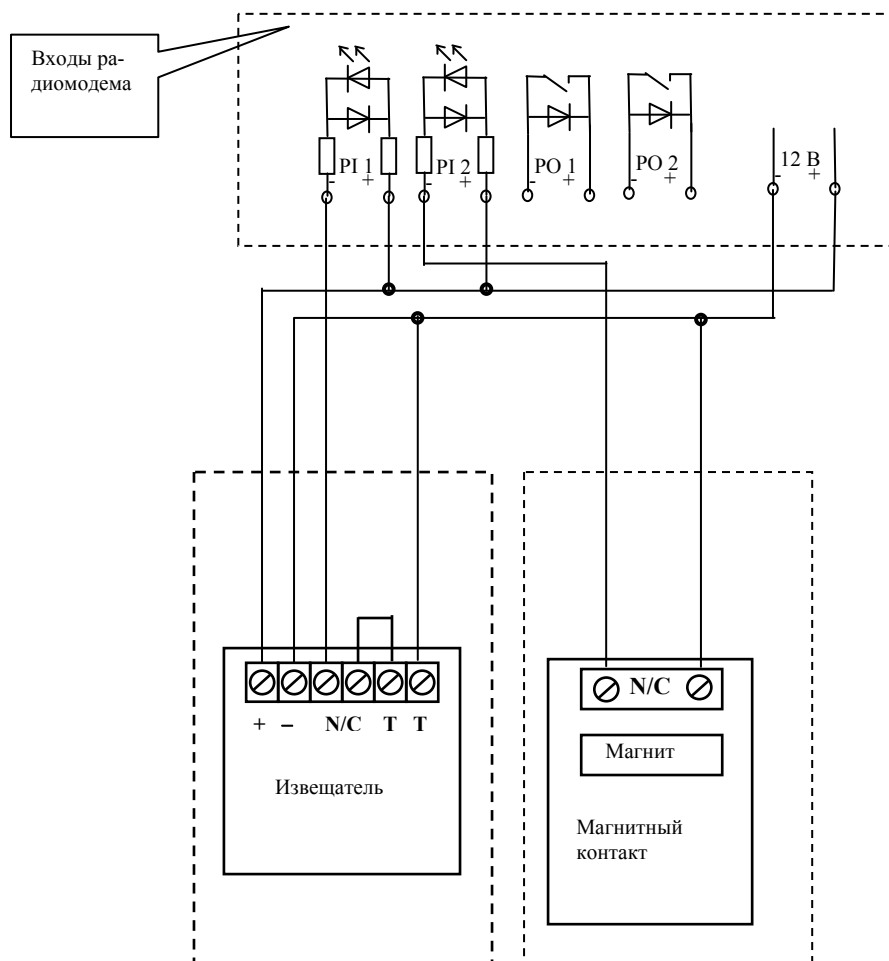 Входы ра-
диомодема
PI 1
- +
PI 2
- +
PO 1
- +
PO 2
- +
12 В
- +
+ – N/C T T
Извещатель
N/C
Магнит
Магнитный
контакт